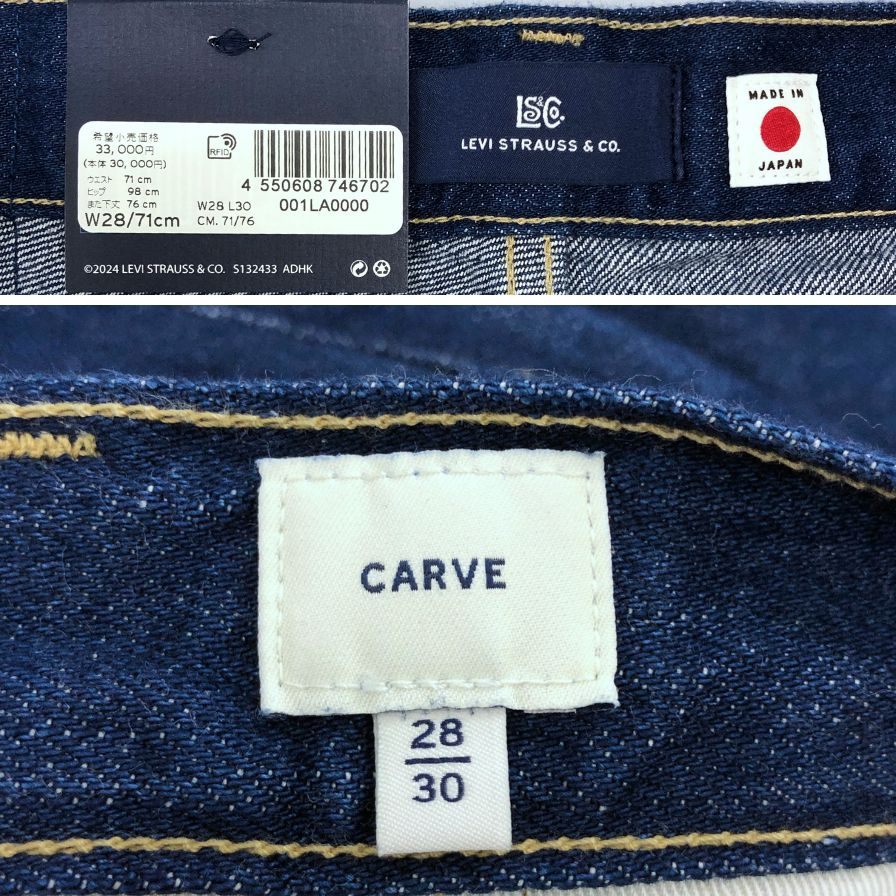 希望小売価格
33,000円
(本体 30,000円)
ウエスト 71 cm
ヒップ 98 cm
また下丈 76 cm
W28/71cm
RFID
W28 L30
CM. 71/76
4 550608 746702
001LA0000
©2024 LEVI STRAUSS & CO. S132433 ADHK
LS&Co.
LEVI STRAUSS & CO.
MADE IN
JAPAN
CARVE
28
30